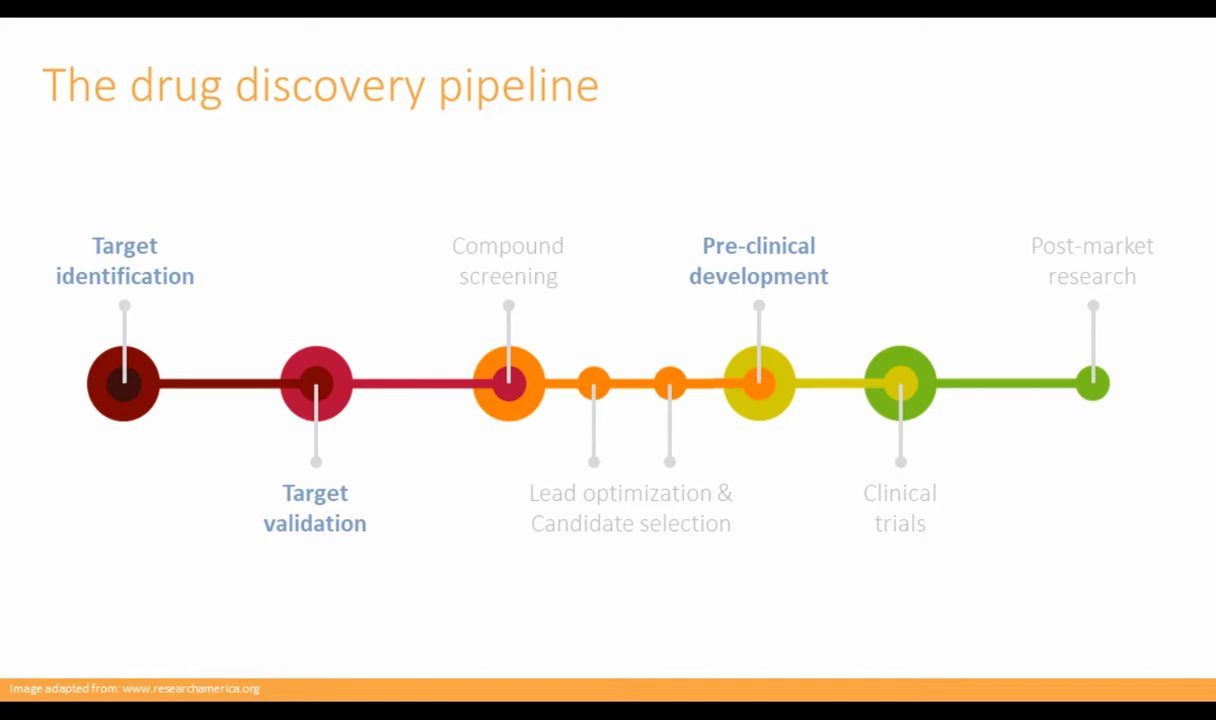 The drug discovery pipeline
Target
identification
Compound
screening
Pre-clinical
development
Post-market
research
Target
validation
Lead optimization &
Candidate selection
Clinical
trials
Image adapted from: www.researchamerica.org